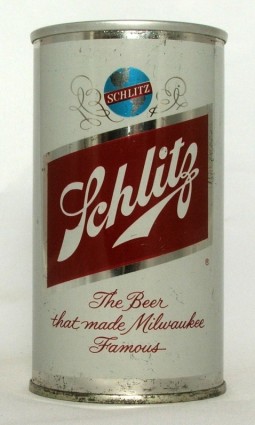 SCHLITZ
Schlitz
®
The Beer
that made Milwaukee
Famous